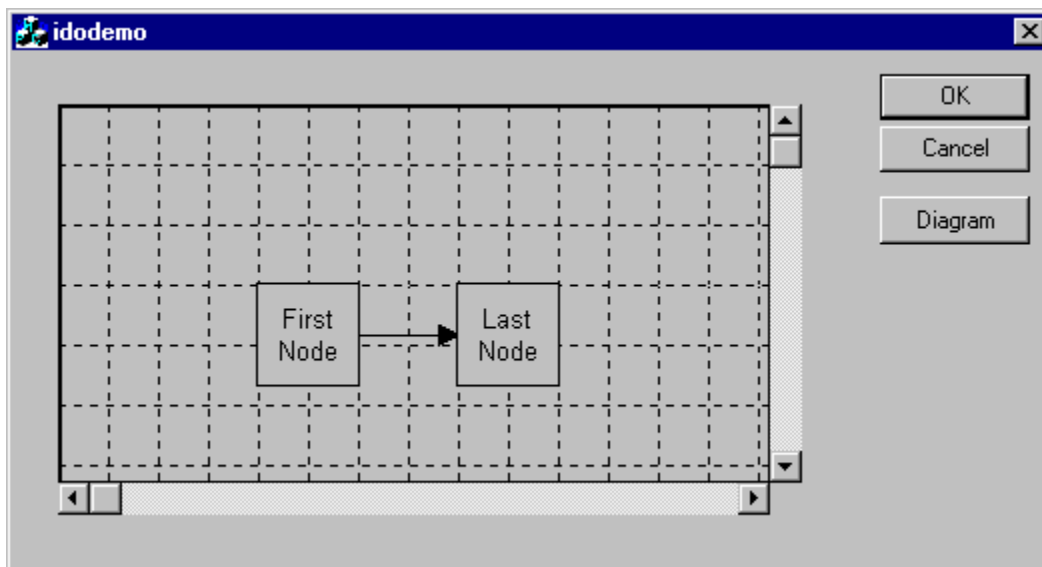 idodemo
OK
Cancel
Diagram
First
Node
Last
Node